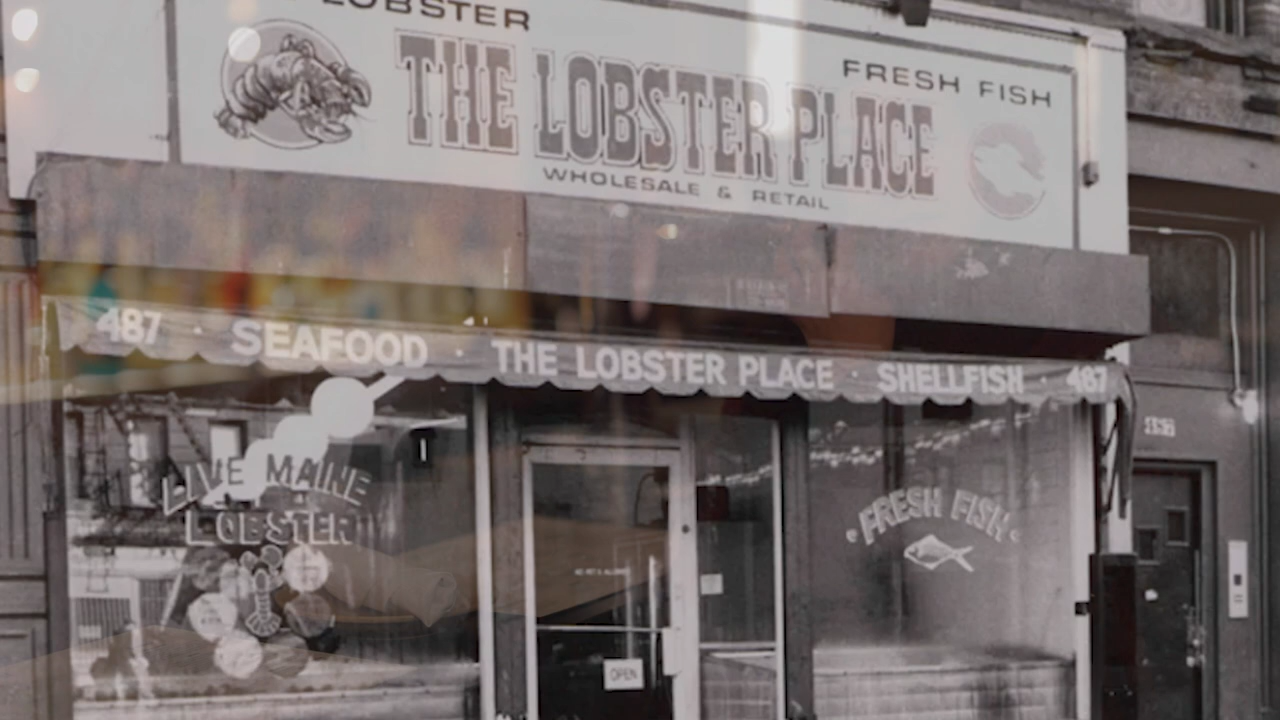 LOBSTER
THE LOBSTER PLACE
FRESH FISH
WHOLESALE & RETAIL
487 · SEAFOOD · THE LOBSTER PLACE · SHELLFISH · 487
LIVE MAINE
LOBSTER
· FRESH FISH ·
OPEN